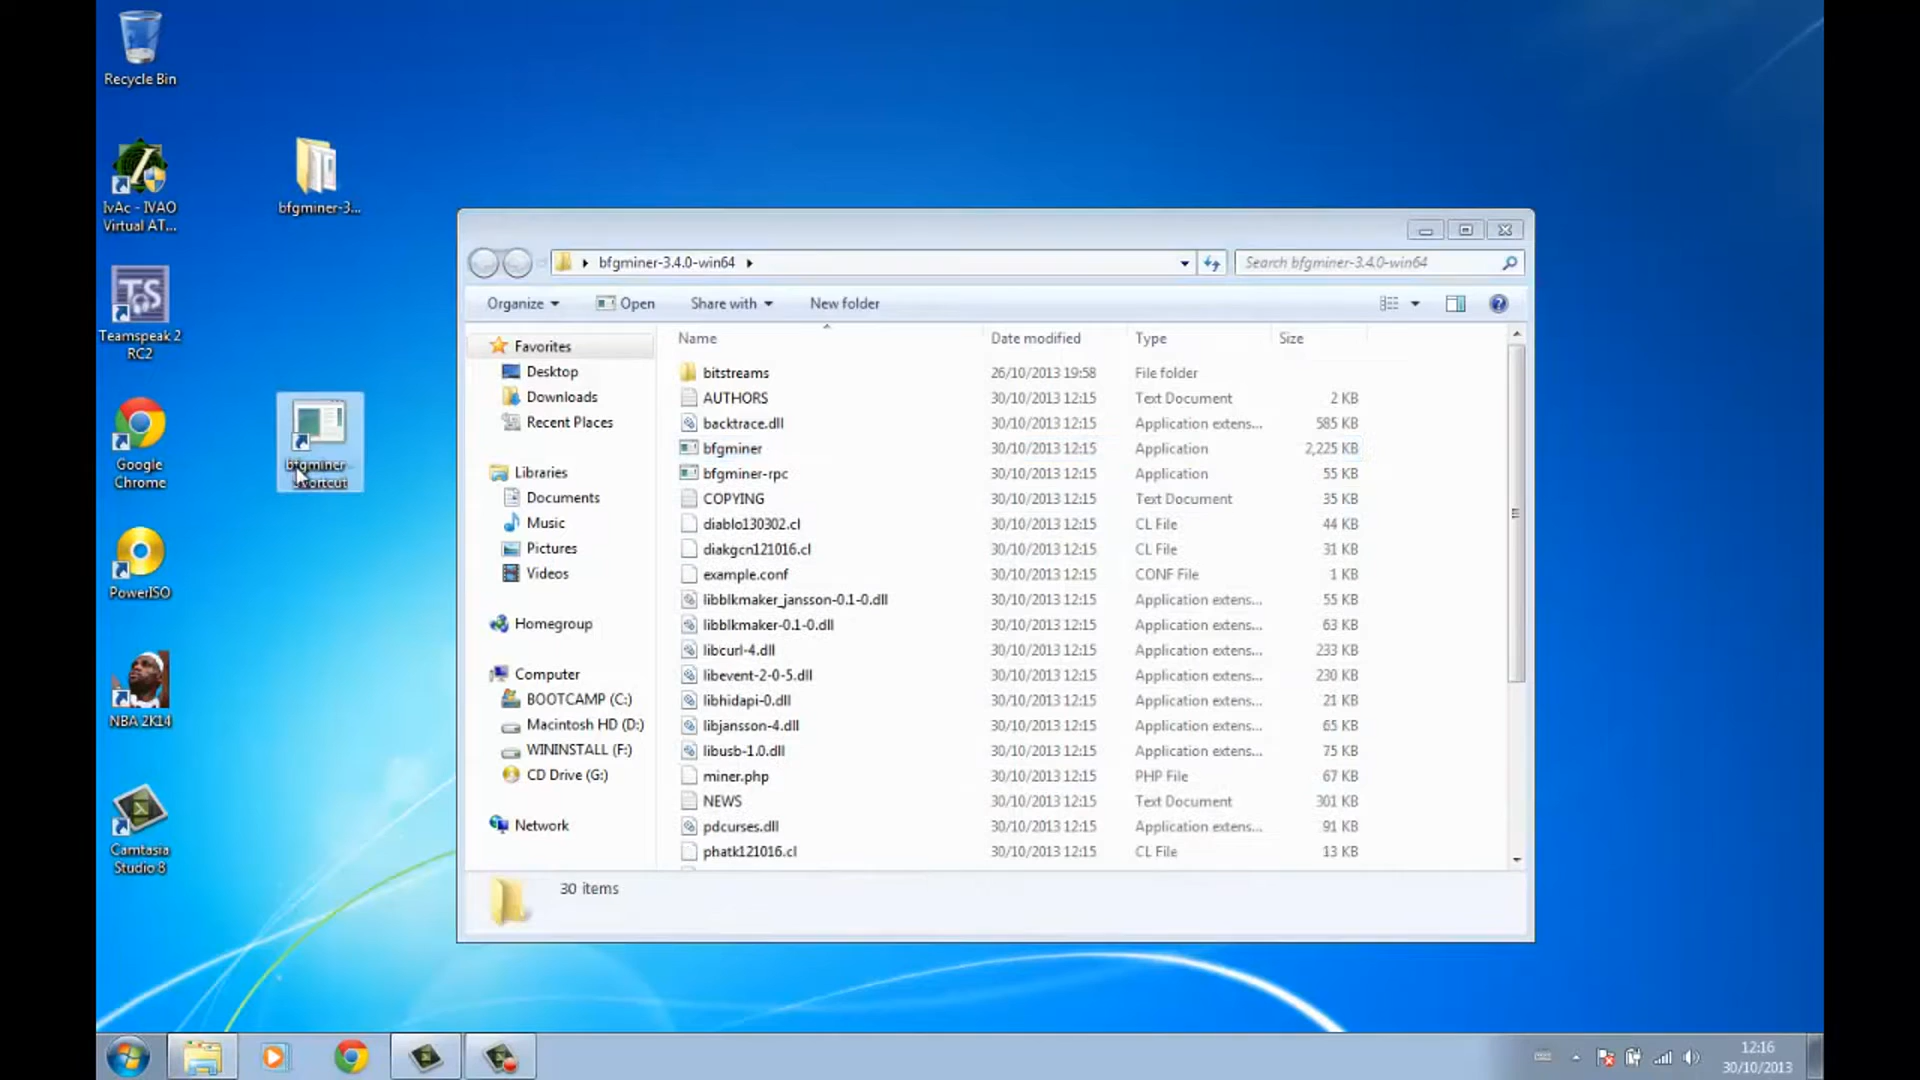 Recycle Bin
IvAc - IVAO
Virtual AT...
Teamspeak 2
RC2
Google
Chrome
PowerISO
NBA 2K14
Camtasia
Studio 8
bfgminer-3...
bfgminer -
Shortcut
bfgminer-3.4.0-win64
Search bfgminer-3.4.0-win64
Organize Open Share with New folder
Favorites
Desktop
Downloads
Recent Places
Libraries
Documents
Music
Pictures
Videos
Homegroup
Computer
BOOTCAMP (C:)
Macintosh HD (D:)
WININSTALL (F:)
CD Drive (G:)
Network
Name Date modified Type Size
bitstreams 26/10/2013 19:58 File folder
AUTHORS 30/10/2013 12:15 Text Document 2 KB
backtrace.dll 30/10/2013 12:15 Application extens... 585 KB
bfgminer 30/10/2013 12:15 Application 2,225 KB
bfgminer-rpc 30/10/2013 12:15 Application 55 KB
COPYING 30/10/2013 12:15 Text Document 35 KB
diablo130302.cl 30/10/2013 12:15 CL File 44 KB
diakgcn121016.cl 30/10/2013 12:15 CL File 31 KB
example.conf 30/10/2013 12:15 CONF File 1 KB
libblkmaker_jansson-0.1-0.dll 30/10/2013 12:15 Application extens... 55 KB
libblkmaker-0.1-0.dll 30/10/2013 12:15 Application extens... 63 KB
libcurl-4.dll 30/10/2013 12:15 Application extens... 233 KB
libevent-2-0-5.dll 30/10/2013 12:15 Application extens... 230 KB
libhidapi-0.dll 30/10/2013 12:15 Application extens... 21 KB
libjansson-4.dll 30/10/2013 12:15 Application extens... 65 KB
libusb-1.0.dll 30/10/2013 12:15 Application extens... 75 KB
miner.php 30/10/2013 12:15 PHP File 67 KB
NEWS 30/10/2013 12:15 Text Document 301 KB
pdcurses.dll 30/10/2013 12:15 Application extens... 91 KB
phatk121016.cl 30/10/2013 12:15 CL File 13 KB
30 items
12:16
30/10/2013